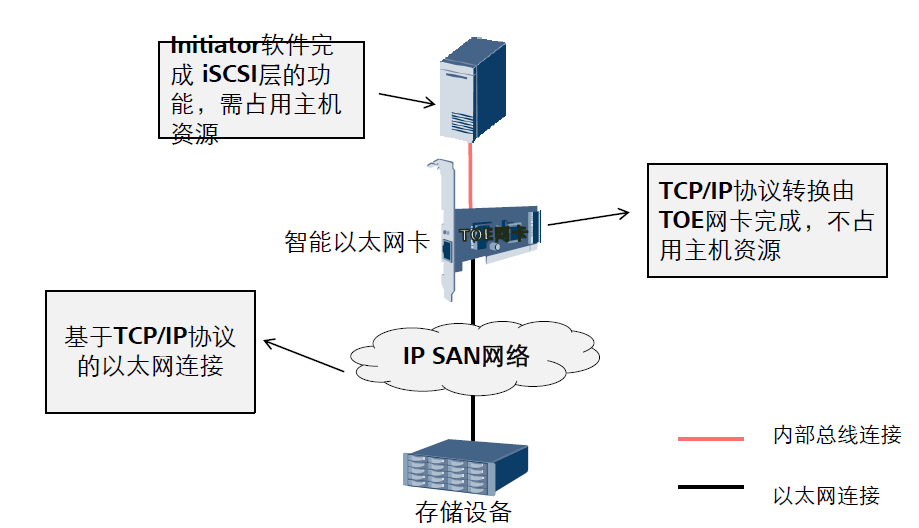 Initiator软件完
成 iSCSI层的功
能，需占用主机
资源
TCP/IP协议转换由
TOE网卡完成，不占
用主机资源
智能以太网卡
TOE网卡
基于TCP/IP协议
的以太网连接
IP SAN网络
内部总线连接
以太网连接
存储设备